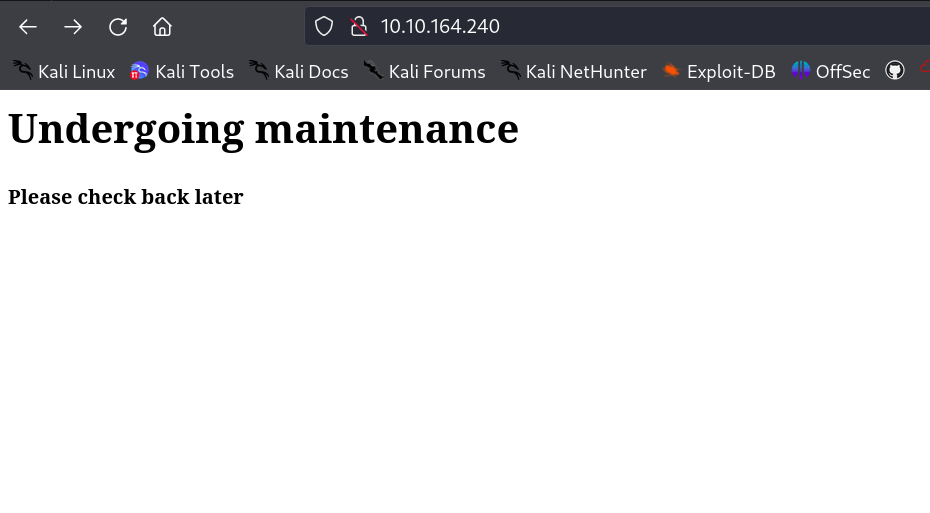 10.10.164.240
Kali Linux Kali Tools Kali Docs Kali Forums Kali NetHunter Exploit-DB OffSec
Undergoing maintenance
Please check back later